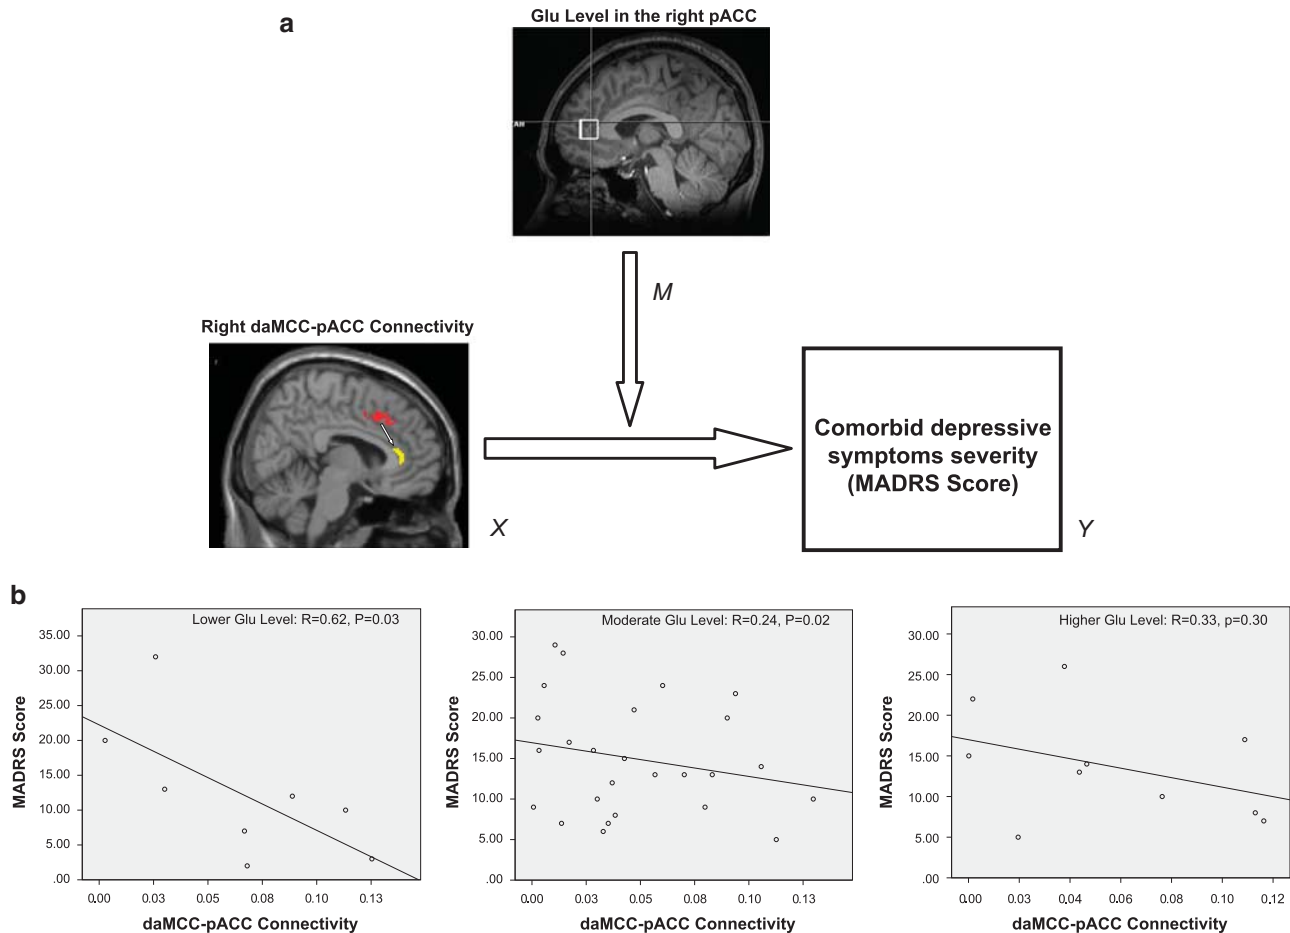 a
Glu Level in the right pACC
M
Right daMCC-pACC Connectivity
X
Comorbid depressive
symptoms severity
(MADRS Score)
Y
b
Lower Glu Level: R=0.62, P=0.03
MADRS Score
35.00
30.00
25.00
20.00
15.00
10.00
5.00
.00
0.00 0.03 0.05 0.08 0.10 0.13
daMCC-pACC Connectivity
Moderate Glu Level: R=0.24, P=0.02
MADRS Score
30.00
25.00
20.00
15.00
10.00
5.00
.00
0.00 0.03 0.05 0.08 0.10 0.13
daMCC-pACC Connectivity
Higher Glu Level: R=0.33, p=0.30
MADRS Score
30.00
25.00
20.00
15.00
10.00
5.00
.00
0.00 0.03 0.04 0.06 0.08 0.10 0.12
daMCC-pACC Connectivity